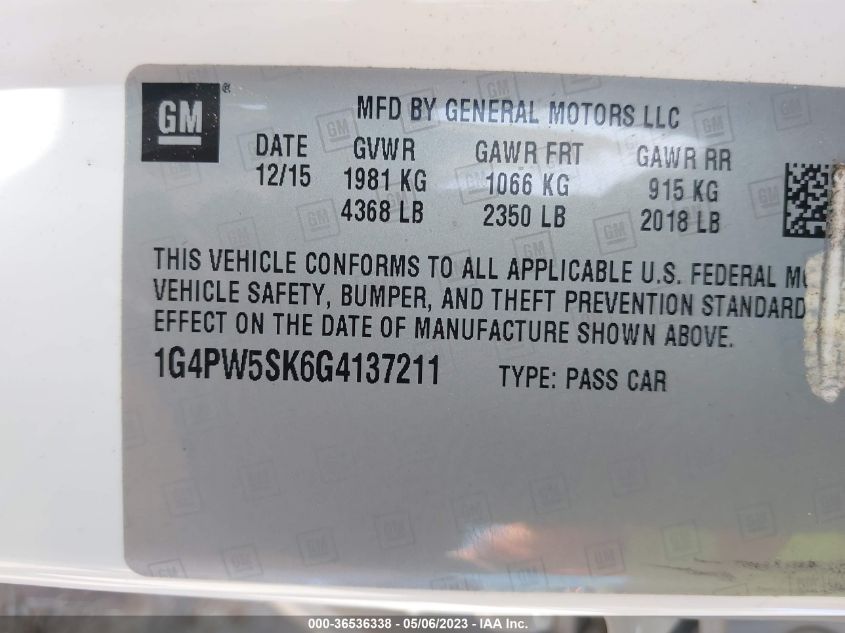 GM
®
MFD BY GENERAL MOTORS LLC
DATE GVWR GAWR FRT GAWR RR
12/15 1981 KG 1066 KG 915 KG
4368 LB 2350 LB 2018 LB
THIS VEHICLE CONFORMS TO ALL APPLICABLE U.S. FEDERAL
VEHICLE SAFETY, BUMPER, AND THEFT PREVENTION STANDARD
EFFECT ON THE DATE OF MANUFACTURE SHOWN ABOVE.
1G4PW5SK6G4137211 TYPE: PASS CAR
000-36536338 - 05/06/2023 - IAA Inc.